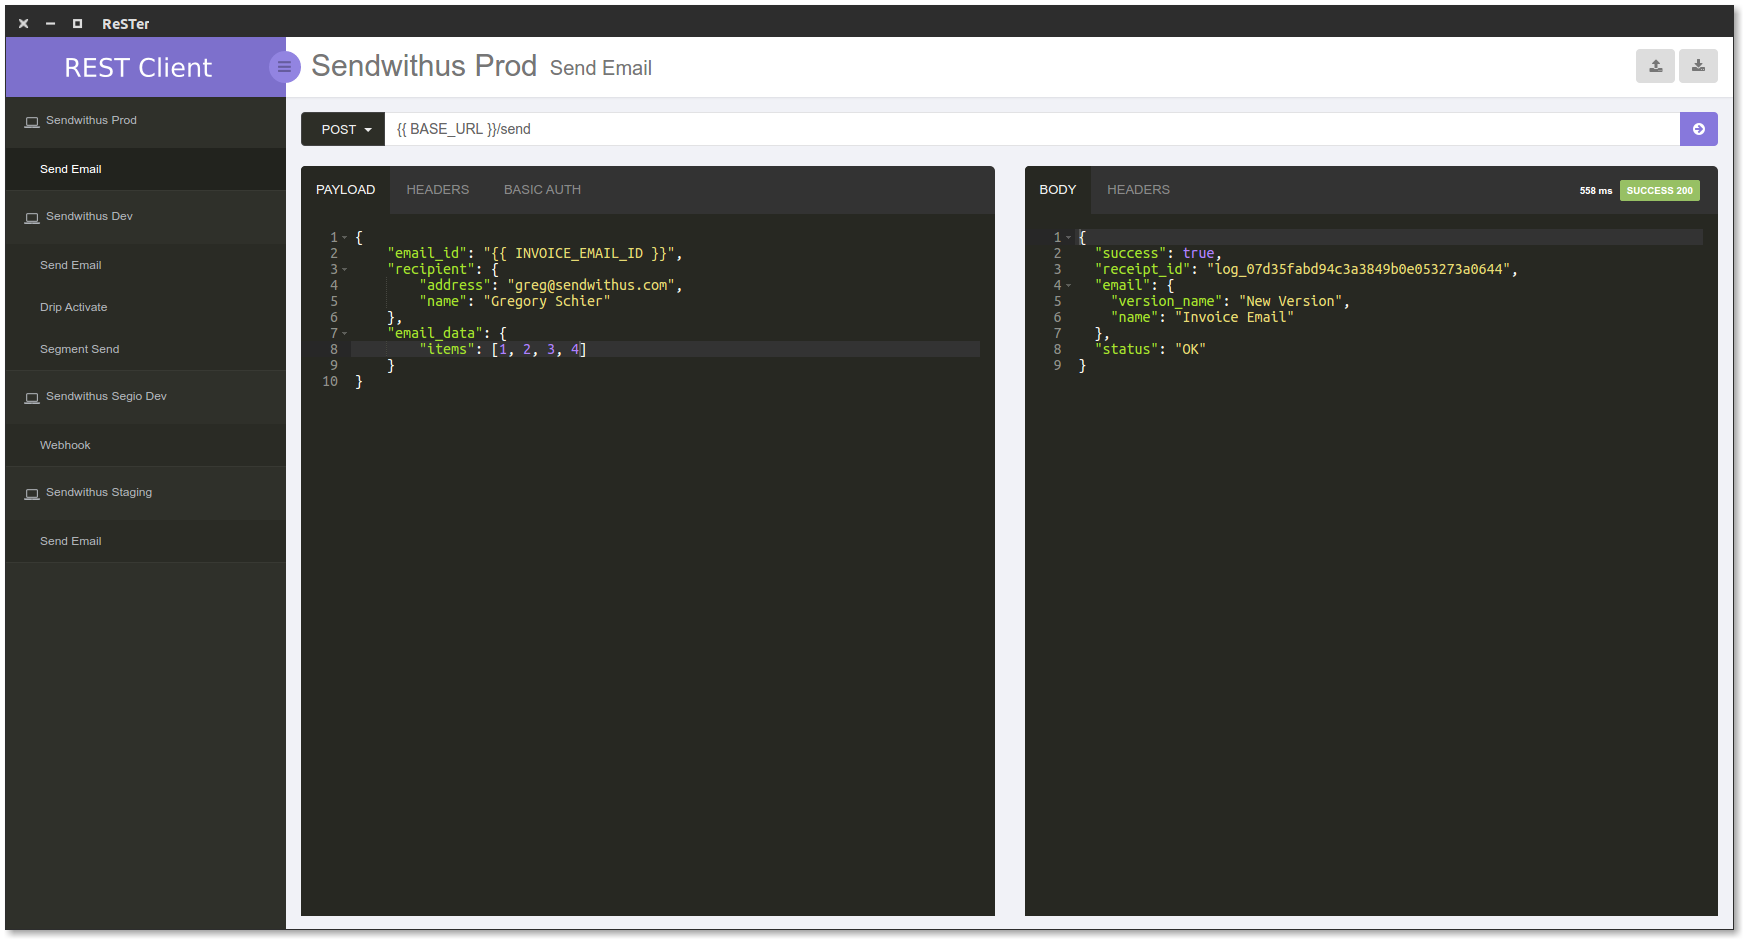 ReSTer
REST Client
Sendwithus Prod Send Email
Sendwithus Prod
Send Email
Sendwithus Dev
Send Email
Drip Activate
Segment Send
Sendwithus Segio Dev
Webhook
Sendwithus Staging
Send Email
POST {{ BASE_URL }}/send
PAYLOAD HEADERS BASIC AUTH
1 {
2     "email_id": "{{ INVOICE_EMAIL_ID }}",
3     "recipient": {
4         "address": "greg@sendwithus.com",
5         "name": "Gregory Schier"
6     },
7     "email_data": {
8         "items": [1, 2, 3, 4]
9     }
10 }
BODY HEADERS 558 ms SUCCESS 200
1 {
2   "success": true,
3   "receipt_id": "log_07d35fabd94c3a3849b0e053273a0644",
4   "email": {
5     "version_name": "New Version",
6     "name": "Invoice Email"
7   },
8   "status": "OK"
9 }